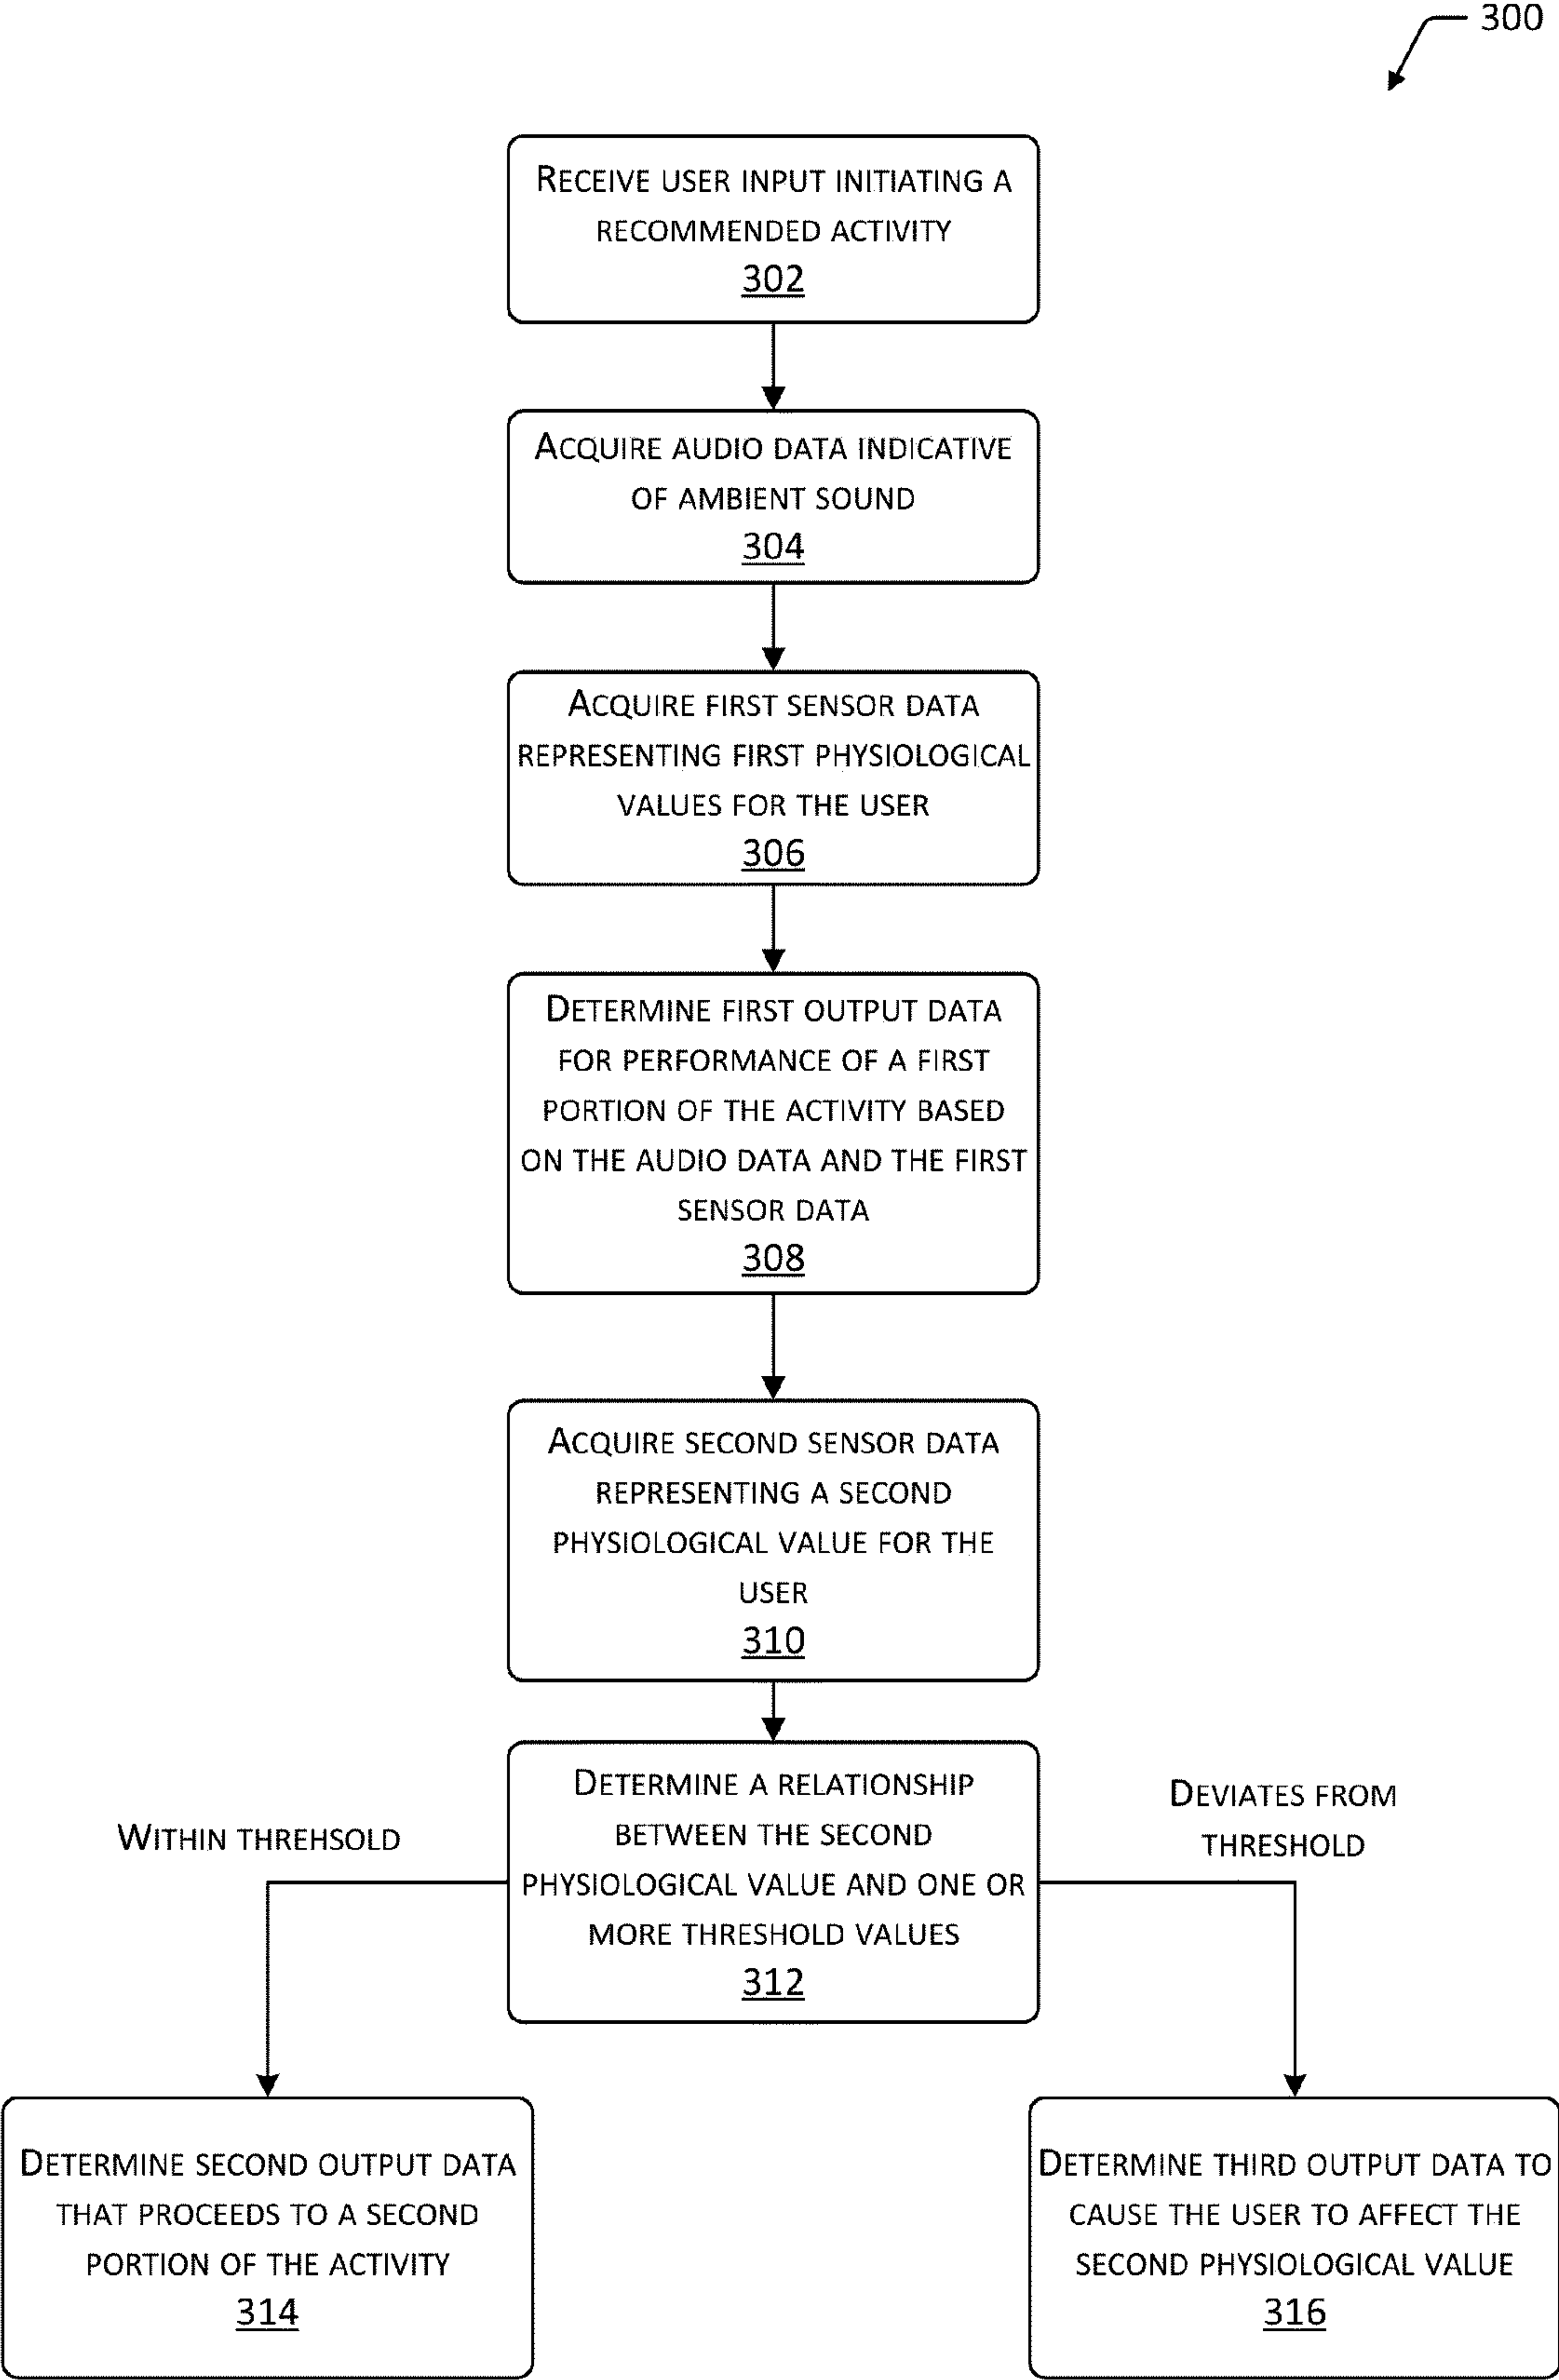 300
RECEIVE USER INPUT INITIATING A
RECOMMENDED ACTIVITY
302
ACQUIRE AUDIO DATA INDICATIVE
OF AMBIENT SOUND
304
ACQUIRE FIRST SENSOR DATA
REPRESENTING FIRST PHYSIOLOGICAL
VALUES FOR THE USER
306
DETERMINE FIRST OUTPUT DATA
FOR PERFORMANCE OF A FIRST
PORTION OF THE ACTIVITY BASED
ON THE AUDIO DATA AND THE FIRST
SENSOR DATA
308
ACQUIRE SECOND SENSOR DATA
REPRESENTING A SECOND
PHYSIOLOGICAL VALUE FOR THE
USER
310
DETERMINE A RELATIONSHIP
BETWEEN THE SECOND
PHYSIOLOGICAL VALUE AND ONE OR
MORE THRESHOLD VALUES
312
WITHIN THREHSOLD
DEVIATES FROM
THRESHOLD
DETERMINE SECOND OUTPUT DATA
THAT PROCEEDS TO A SECOND
PORTION OF THE ACTIVITY
314
DETERMINE THIRD OUTPUT DATA TO
CAUSE THE USER TO AFFECT THE
SECOND PHYSIOLOGICAL VALUE
316